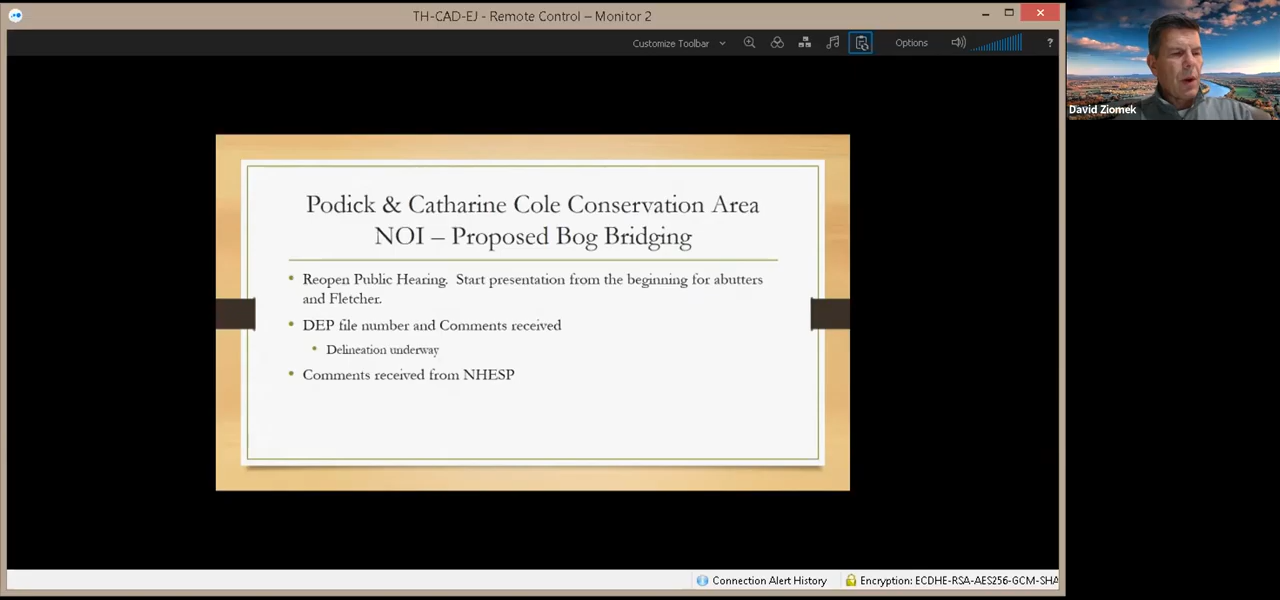 TH-CAD-EJ - Remote Control – Monitor 2
Customize Toolbar
Options
?
David Ziomek
Podick & Catharine Cole Conservation Area
NOI – Proposed Bog Bridging
• Reopen Public Hearing. Start presentation from the beginning for abutters
and Fletcher.
• DEP file number and Comments received
• Delineation underway
• Comments received from NHESP
Connection Alert History
Encryption: ECDHE-RSA-AES256-GCM-SHA